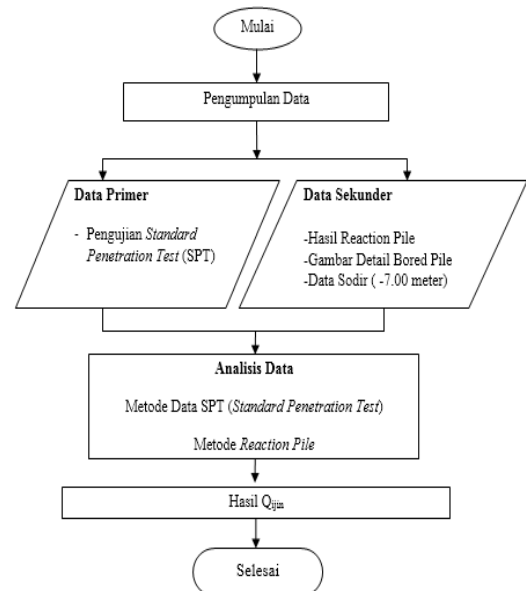 Mulai
Pengumpulan Data
Data Primer
- Pengujian Standard
Penetration Test (SPT)
Data Sekunder
-Hasil Reaction Pile
-Gambar Detail Bored Pile
-Data Sodir ( -7.00 meter)
Analisis Data
Metode Data SPT (Standard Penetration Test)
Metode Reaction Pile
Hasil Qijin
Selesai